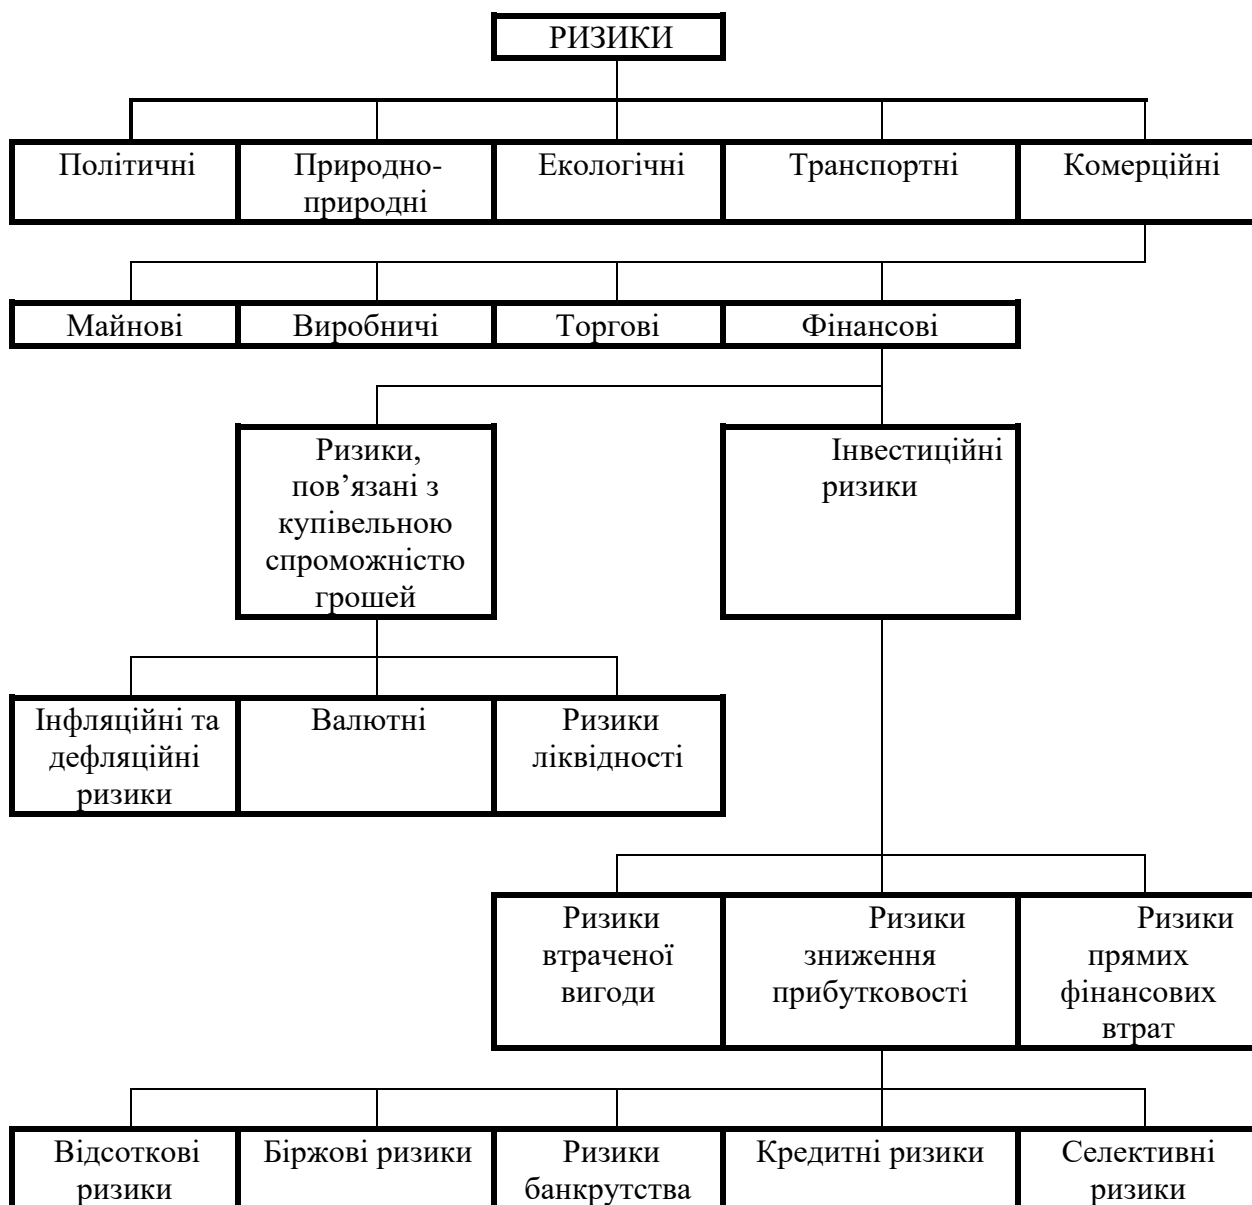 РИЗИКИ
Політичні
Природно-
природні
Екологічні
Транспортні
Комерційні
Майнові
Виробничі
Торгові
Фінансові
Ризики,
пов’язані з
купівельною
спроможністю
грошей
Інвестиційні
ризики
Інфляційні та
дефляційні
ризики
Валютні
Ризики
ліквідності
Ризики
втраченої
вигоди
Ризики
зниження
прибутковості
Ризики
прямих
фінансових
втрат
Відсоткові
ризики
Біржові ризики
Ризики
банкрутства
Кредитні ризики
Селективні
ризики